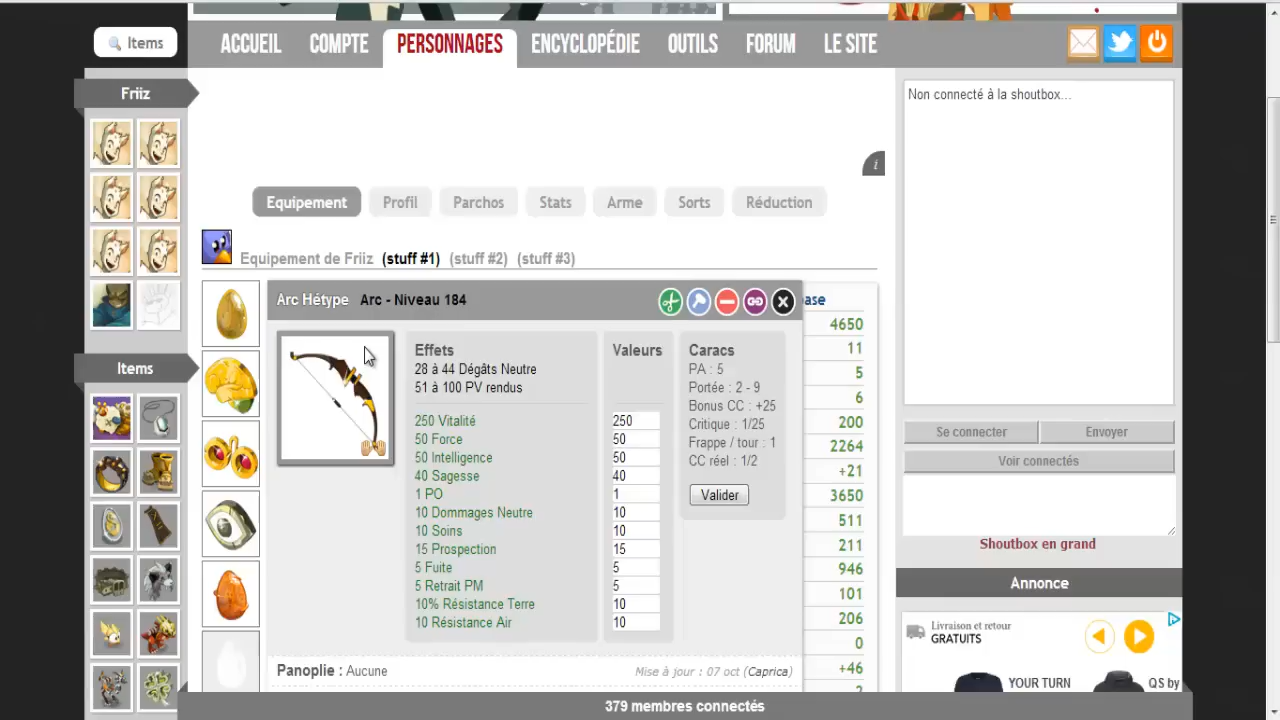 Items
ACCUEIL COMPTE PERSONNAGES ENCYCLOPÉDIE OUTILS FORUM LE SITE
Friiz
Non connecté à la shoutbox...
i
Equipement Profil Parchos Stats Arme Sorts Réduction
Equipement de Friiz (stuff #1) (stuff #2) (stuff #3)
Arc Hétype Arc - Niveau 184
base
Effets Valeurs Caracs
28 à 44 Dégâts Neutre PA : 5
51 à 100 PV rendus Portée : 2 - 9
Bonus CC : +25
250 Vitalité 250 Critique : 1/25
50 Force 50 Frappe / tour : 1
50 Intelligence 50 CC réel : 1/2
40 Sagesse 40
1 PO 1 Valider
10 Dommages Neutre 10
10 Soins 10
15 Prospection 15
5 Fuite 5
5 Retrait PM 5
10% Résistance Terre 10
10 Résistance Air 10
Panoplie : Aucune Mise à jour : 07 oct (Caprica)
4650
11
5
6
200
2264
+21
3650
511
211
946
101
206
0
+46
Items
Se connecter Envoyer
Voir connectés
Shoutbox en grand
Annonce
Livraison et retour
GRATUITS
YOUR TURN QS by
379 membres connectés